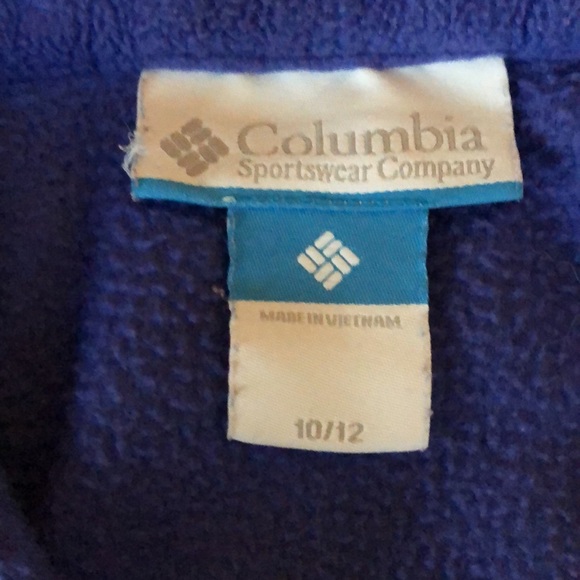 Columbia
Sportswear Company
MADE IN VIETNAM
10/12